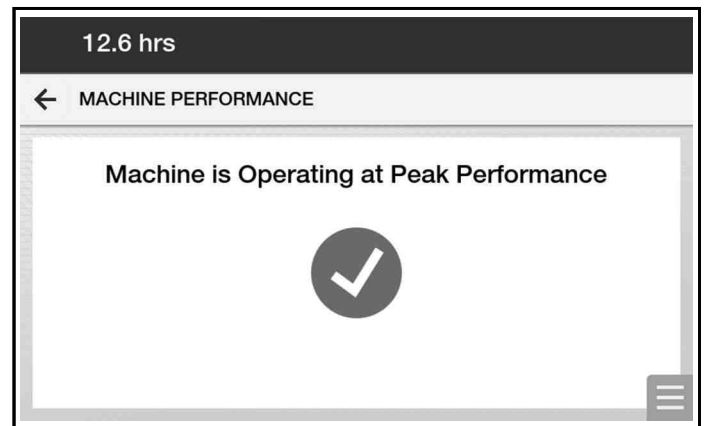 12.6 hrs
MACHINE PERFORMANCE
Machine is Operating at Peak Performance